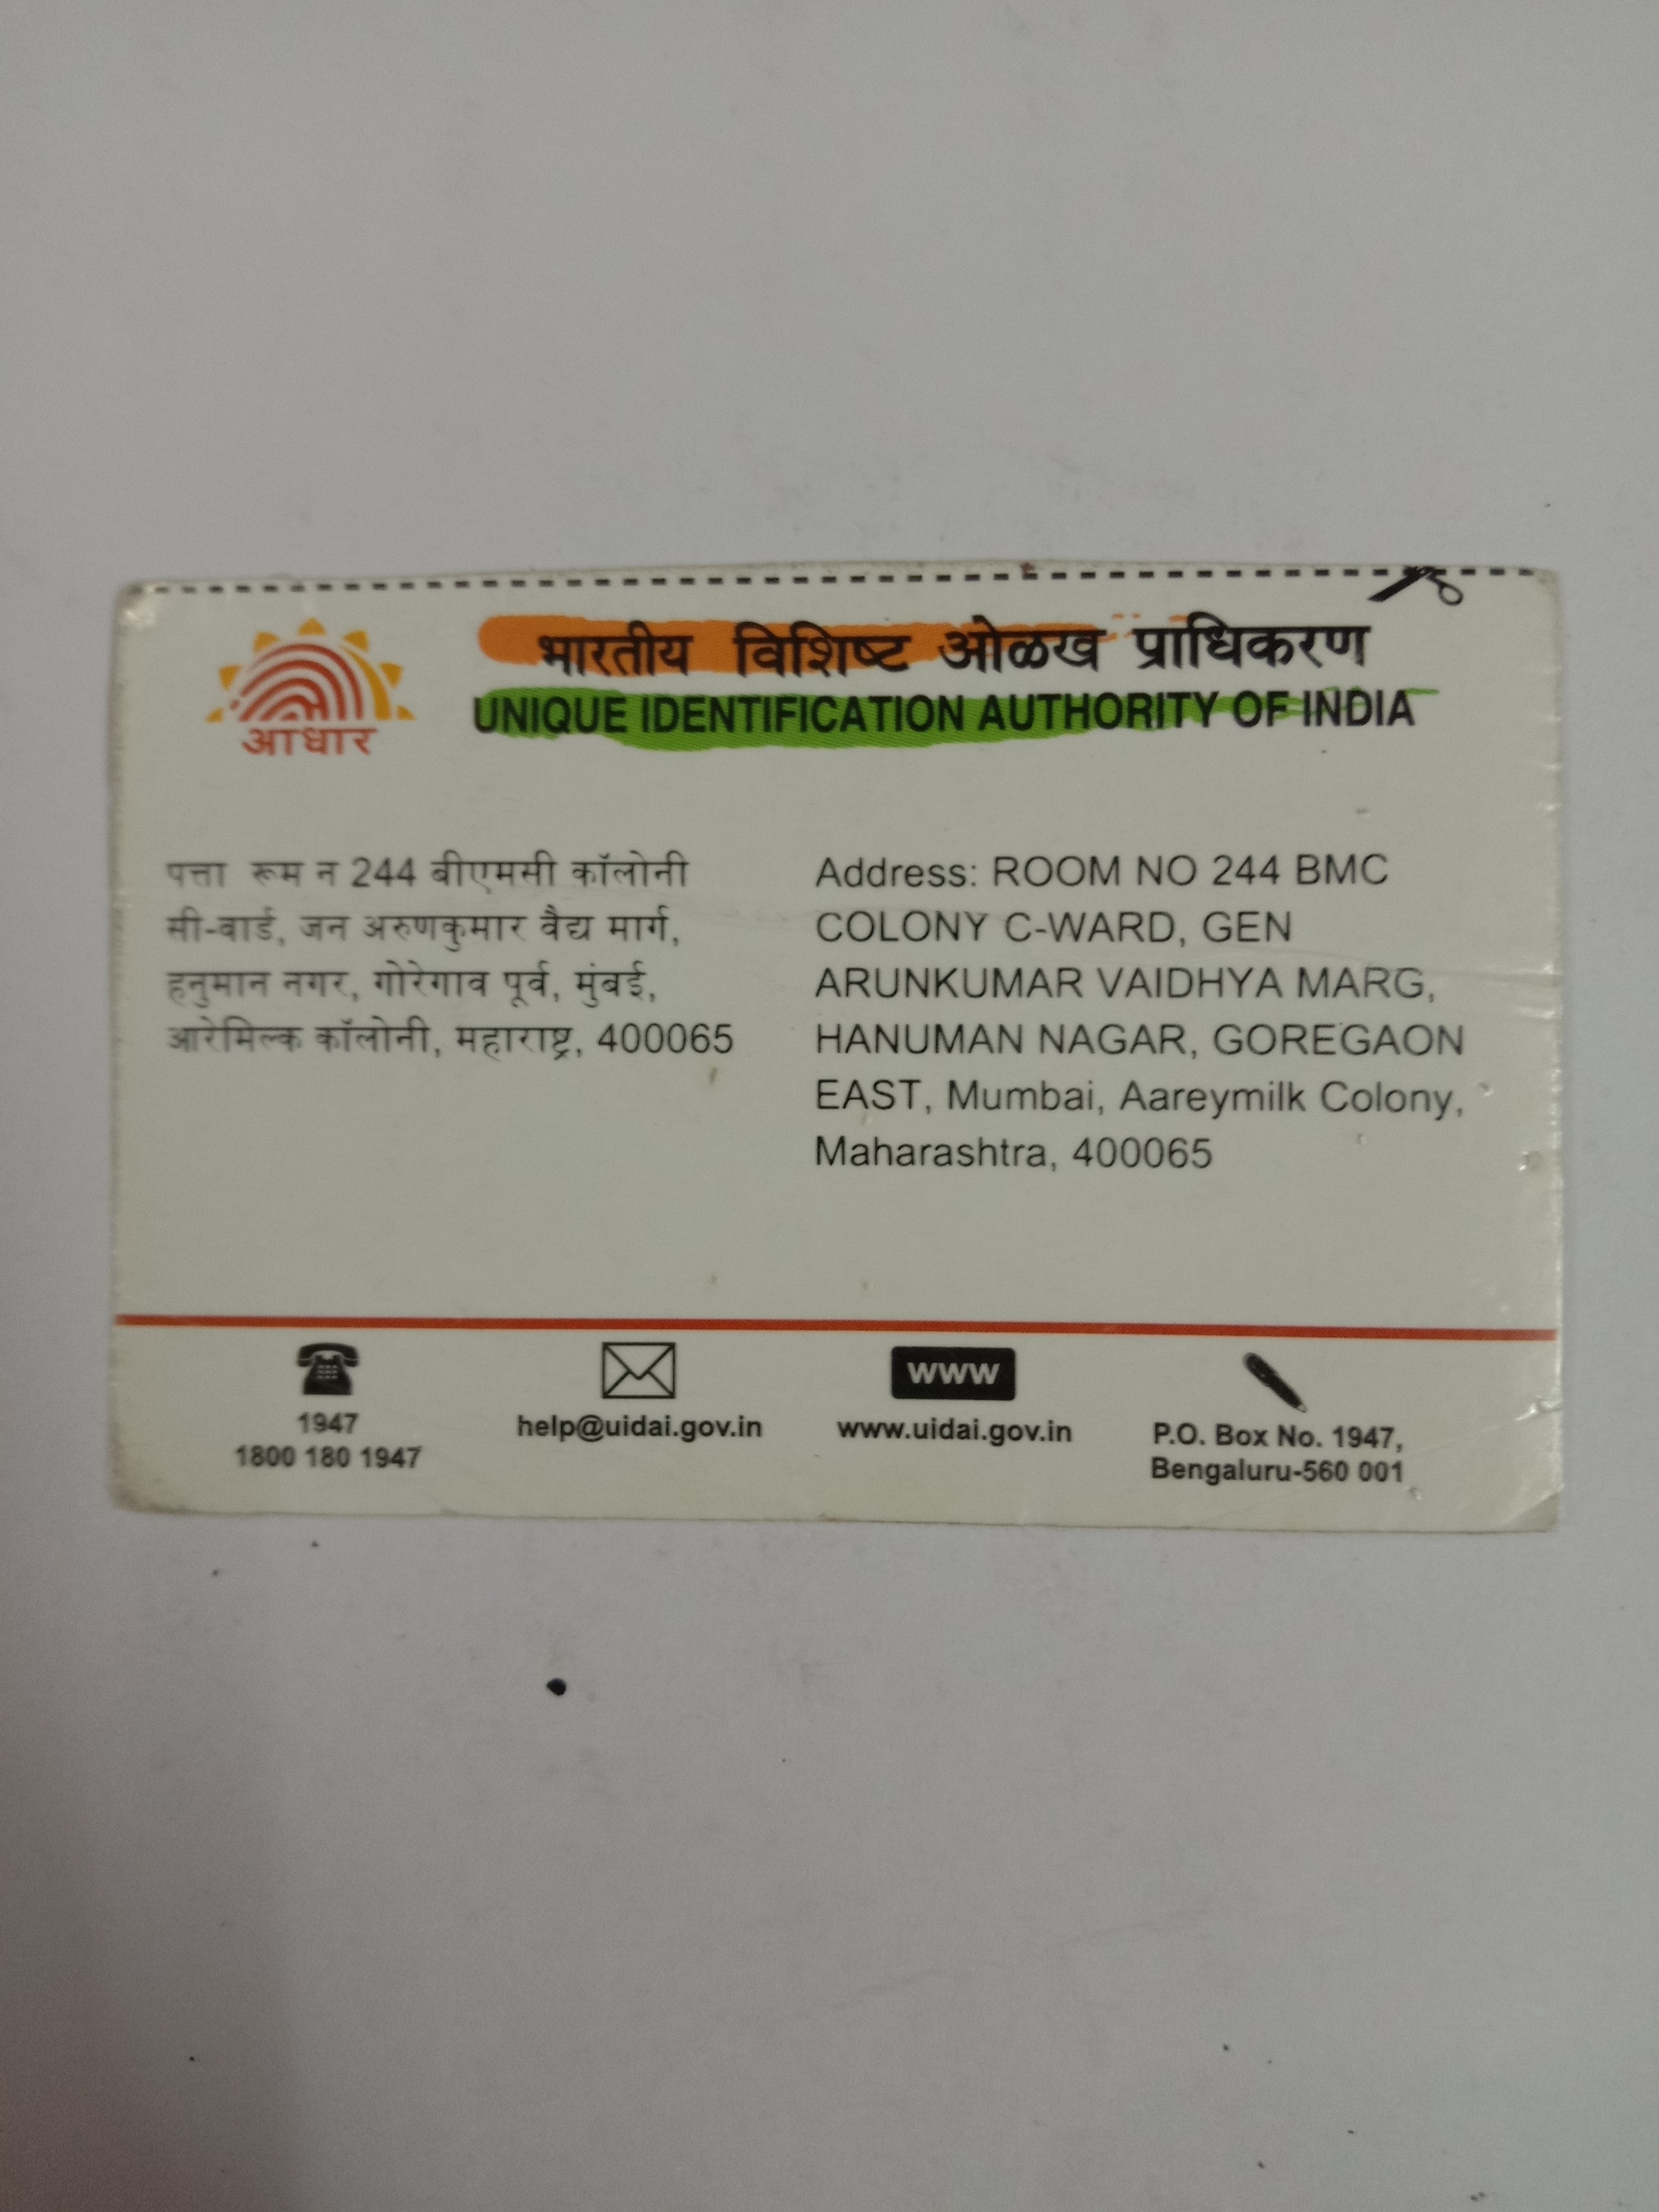 आधार
भारतीय विशिष्ट ओळख प्राधिकरण
UNIQUE IDENTIFICATION AUTHORITY OF INDIA
पत्ता रूम न 244 बीएमसी कॉलोनी
सी-वार्ड, जन अरुणकुमार वैद्य मार्ग,
हनुमान नगर, गोरेगाव पूर्व, मुंबई,
आरेमिल्क कॉलोनी, महाराष्ट्र, 400065
Address: ROOM NO 244 BMC
COLONY C-WARD, GEN
ARUNKUMAR VAIDHYA MARG,
HANUMAN NAGAR, GOREGAON
EAST, Mumbai, Aareymilk Colony,
Maharashtra, 400065
1947
1800 180 1947
help@uidai.gov.in
www
www.uidai.gov.in
P.O. Box No. 1947,
Bengaluru-560 001